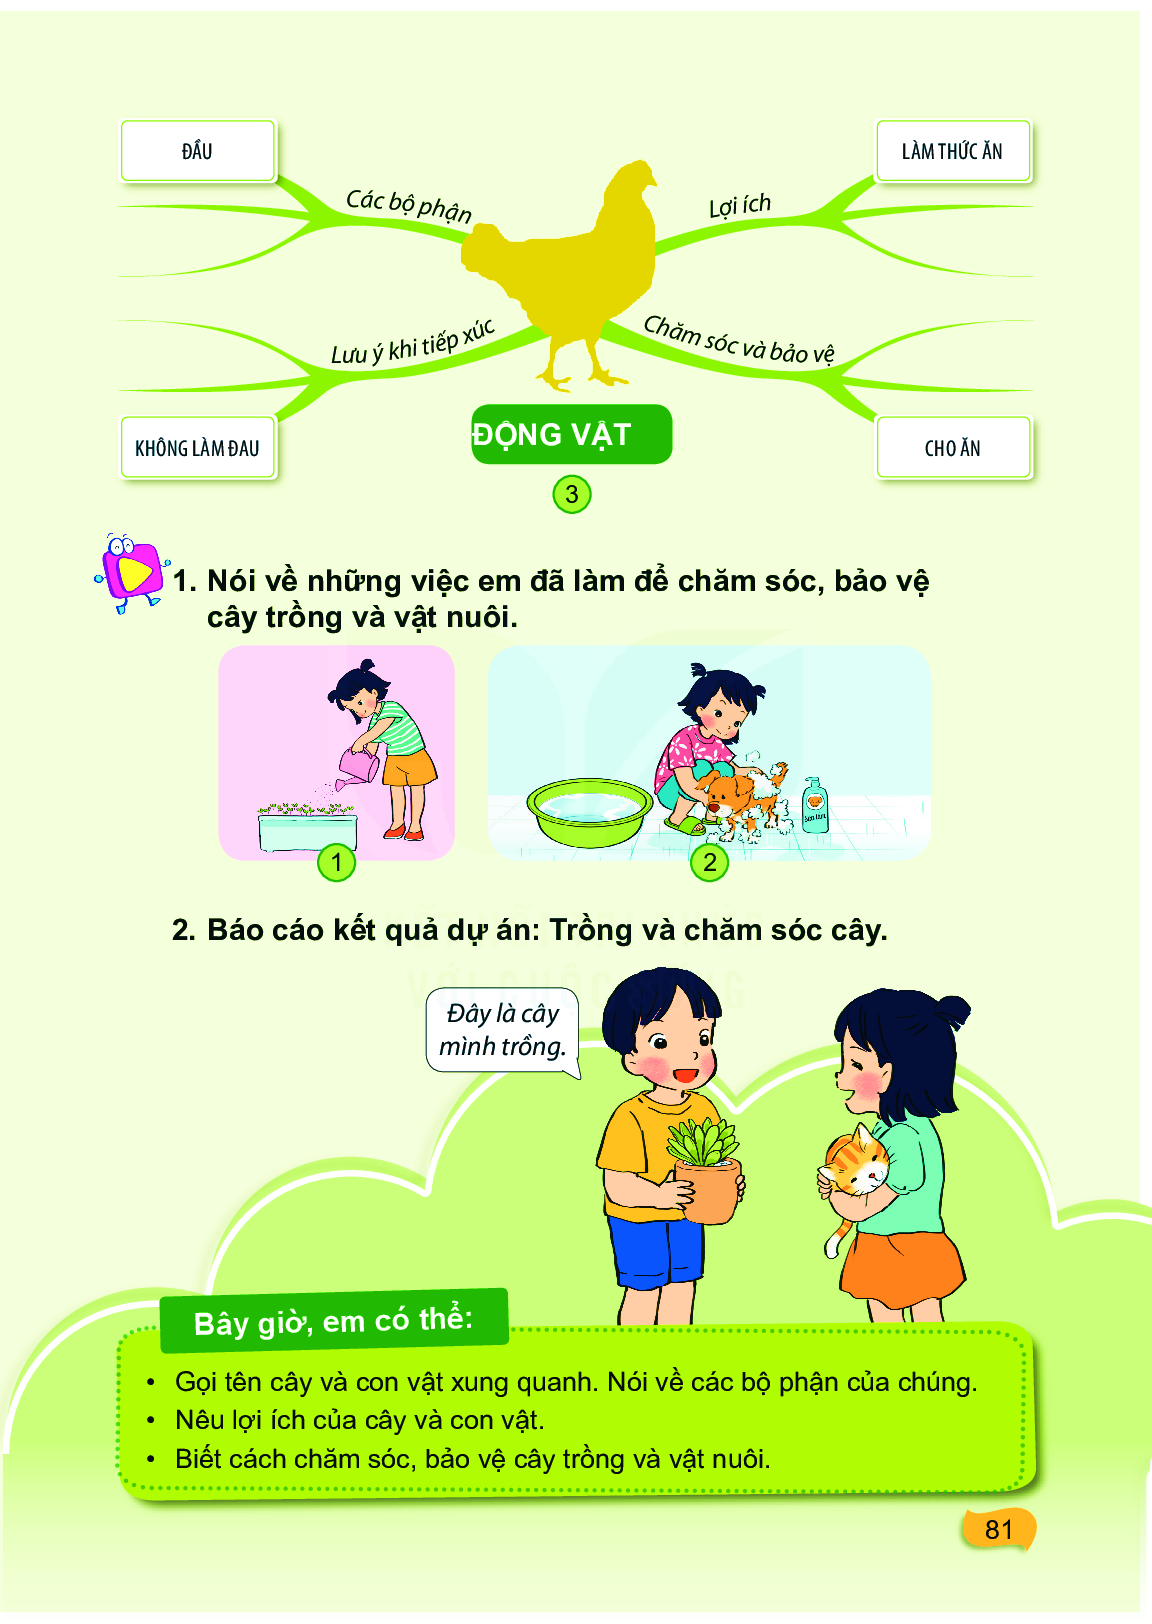 ĐẦU
LÀM THỨC ĂN
Các bộ phận
Lợi ích
Lưu ý khi tiếp xúc
Chăm sóc và bảo vệ
KHÔNG LÀM ĐAU
CHO ĂN
ĐỘNG VẬT
3
1. Nói về những việc em đã làm để chăm sóc, bảo vệ
cây trồng và vật nuôi.
Sữa tắm
1
2
2. Báo cáo kết quả dự án: Trồng và chăm sóc cây.
Đây là cây
mình trồng.
Bây giờ, em có thể:
• Gọi tên cây và con vật xung quanh. Nói về các bộ phận của chúng.
• Nêu lợi ích của cây và con vật.
• Biết cách chăm sóc, bảo vệ cây trồng và vật nuôi.
81